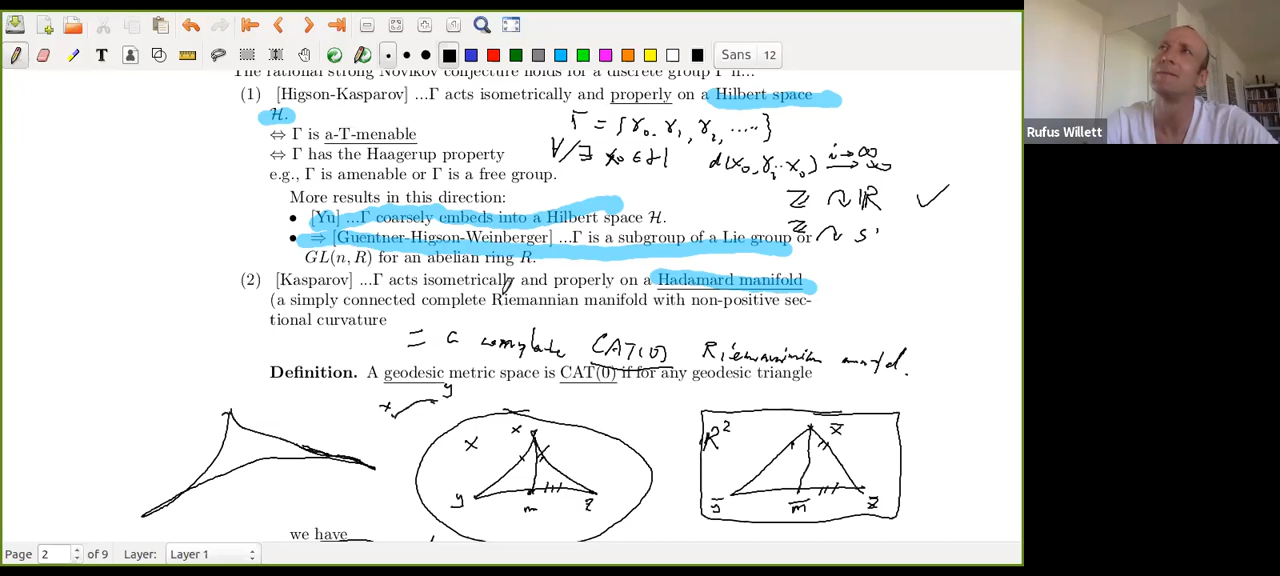 Sans 12
The rational strong Novikov conjecture holds for a discrete group Γ if...
(1) [Higson-Kasparov] ...Γ acts isometrically and properly on a Hilbert space
ℋ.
⇔ Γ is a-T-menable
⇔ Γ has the Haagerup property
e.g., Γ is amenable or Γ is a free group.
Γ = {γ₀, γ₁, γ₂, .....}
∀/∃ x₀ ∈ ℋ d(x₀, γᵢ·x₀) i→∞ → ∞
ℤ ↷ ℝ ✓
ℤ ↷ S¹
More results in this direction:
• [Yu] ...Γ coarsely embeds into a Hilbert space ℋ.
• ⇒ [Guentner-Higson-Weinberger] ...Γ is a subgroup of a Lie group or
GL(n, R) for an abelian ring R.
(2) [Kasparov] ...Γ acts isometrically and properly on a Hadamard manifold
(a simply connected complete Riemannian manifold with non-positive sec-
tional curvature
= a complete CAT(0) Riemannian manifd.
Definition. A geodesic metric space is CAT(0) if for any geodesic triangle
x y
X x y m z
ℝ² x̄ ȳ m̄ z̄
we have
Page 2 of 9 Layer: Layer 1
Rufus Willett